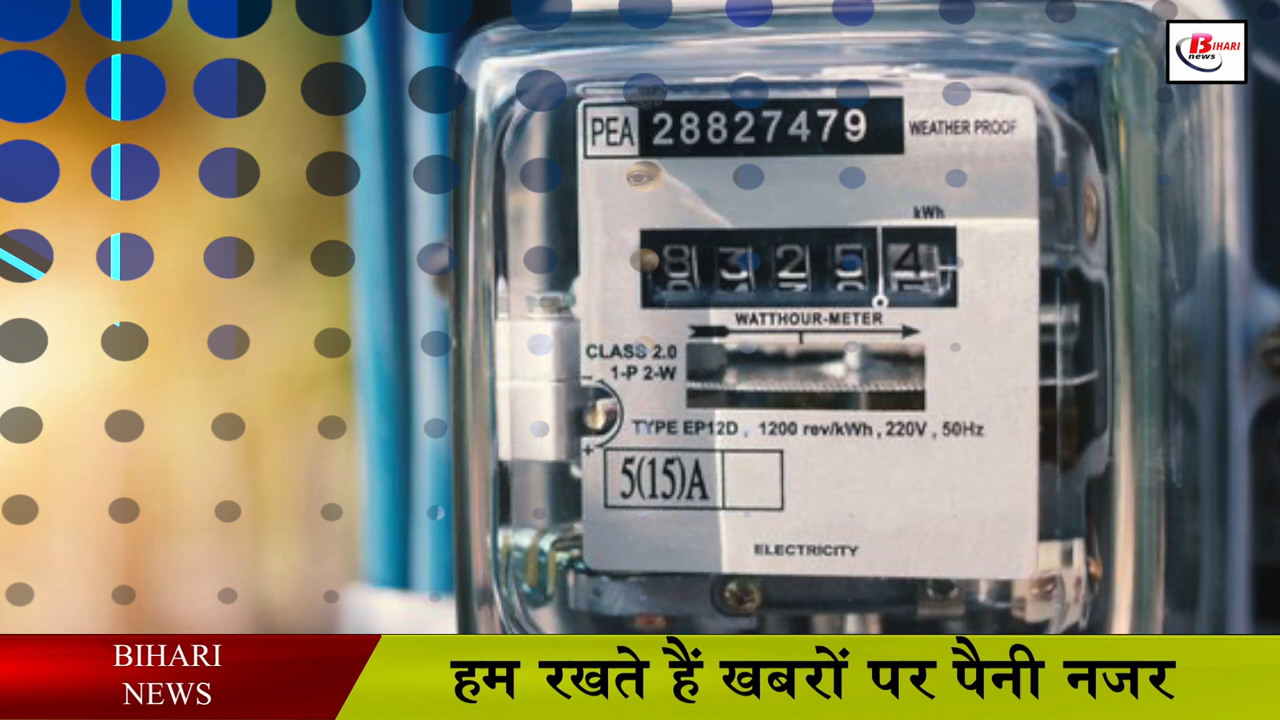 BIHARI
news
PEA 28827479 WEATHER PROOF
kWh
8 3 2 5 4
WATTHOUR-METER
CLASS 2.0
1-P 2-W
TYPE EP12D , 1200 rev/kWh , 220V , 50Hz
5(15)A
ELECTRICITY
BIHARI
NEWS
हम रखते हैं खबरों पर पैनी नजर